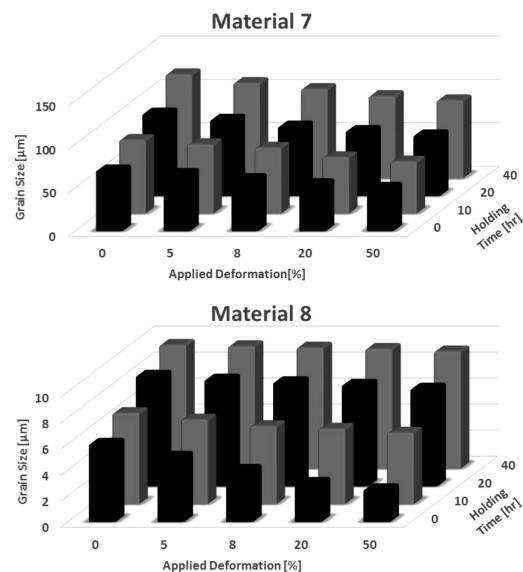 Material 7
150
100
50
0
Grain Size [µm]
0 5 8 20 50
Applied Deformation[%]
0 10 20 40
Holding
Time [hr]
Material 8
10
8
6
4
2
0
Grain Size [µm]
0 5 8 20 50
Applied Deformation [%]
0 10 20 40
Holding
Time [hr]